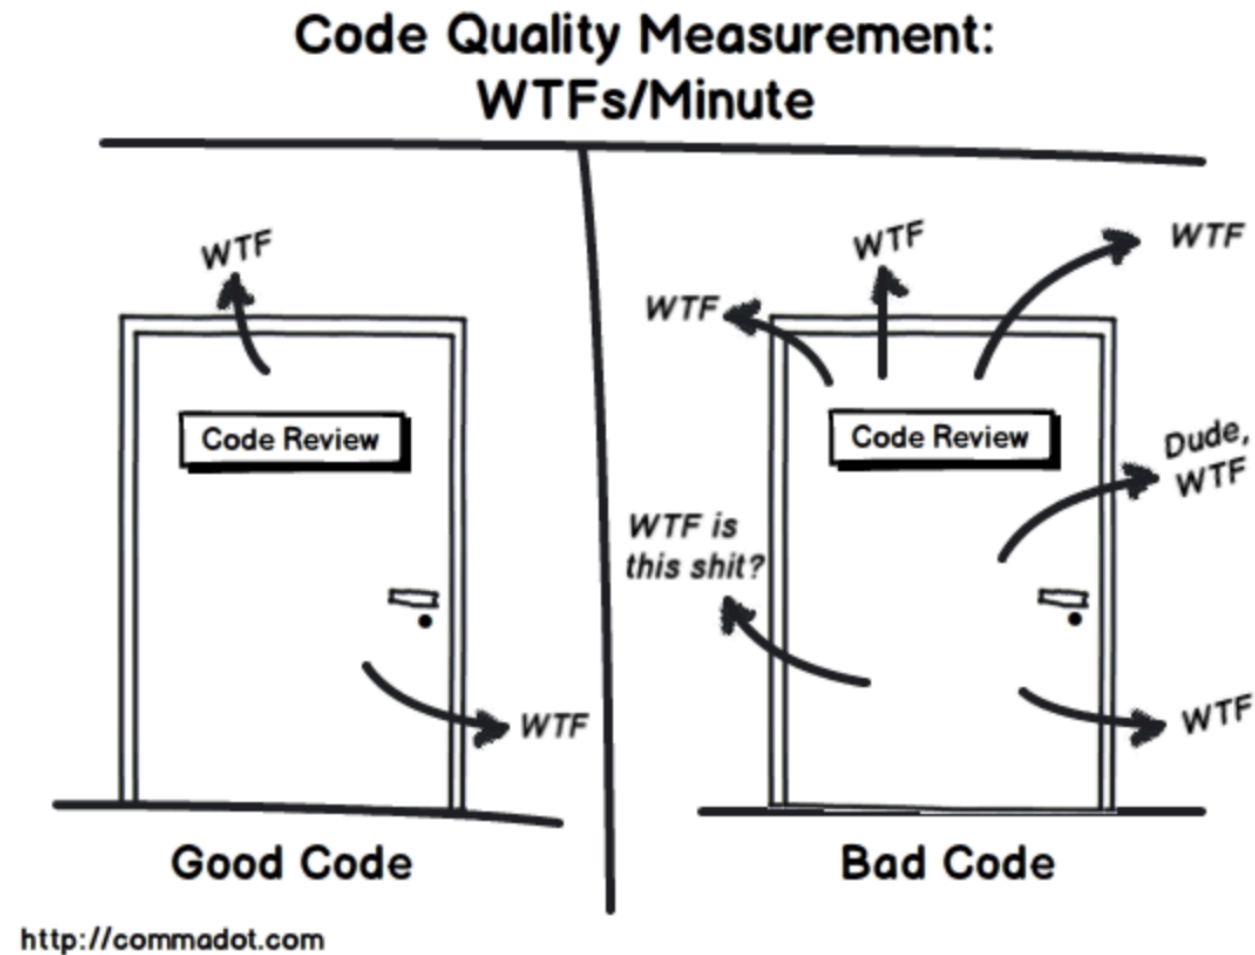 Code Quality Measurement:
WTFs/Minute
WTF
Code Review
WTF
Good Code
WTF
WTF
WTF
Code Review
Dude,
WTF
WTF is
this shit?
WTF
Bad Code
http://commadot.com